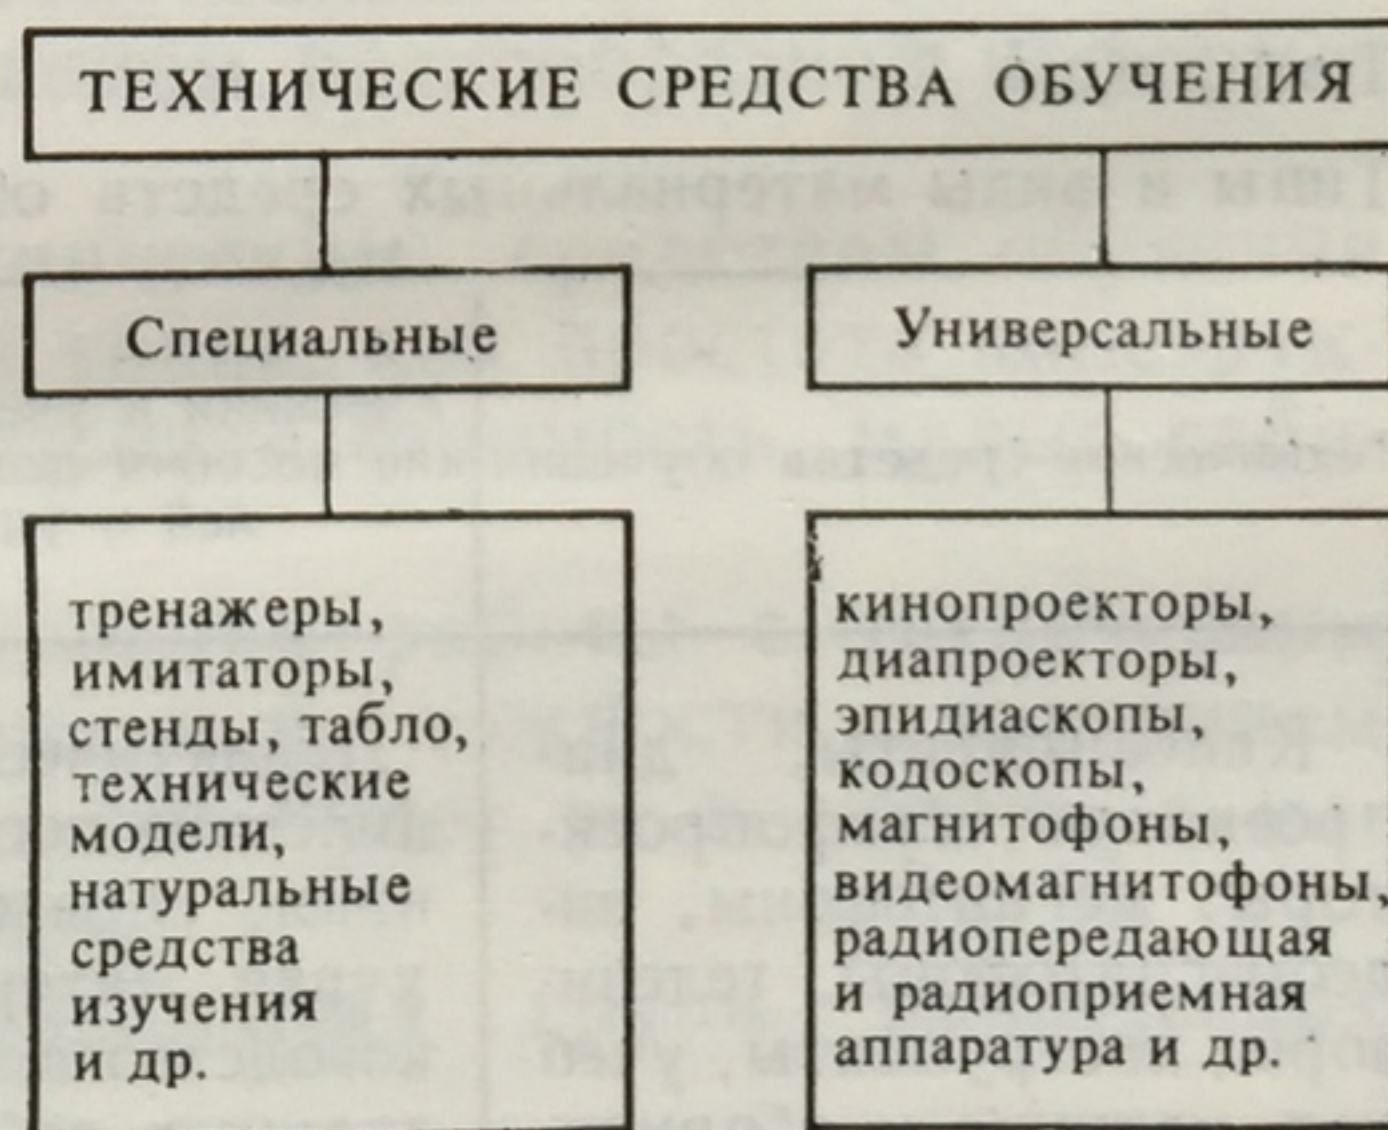 ТЕХНИЧЕСКИЕ СРЕДСТВА ОБУЧЕНИЯ
Специальные
Универсальные
тренажеры,
имитаторы,
стенды, табло,
технические
модели,
натуральные
средства
изучения
и др.
кинопроекторы,
диапроекторы,
эпидиаскопы,
кодоскопы,
магнитофоны,
видеомагнитофоны,
радиопередающая
и радиоприемная
аппаратура и др.